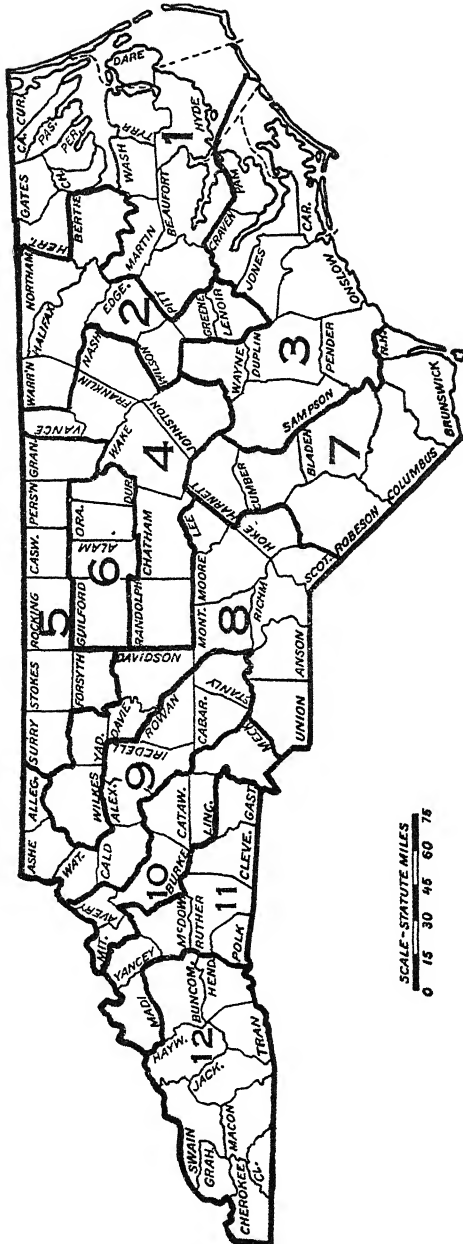 CHEROKEE
GRAH.
SWAIN
CL.
MACON
JACK.
HAYW.
12
TRAN
MADI
BUNCOM.
HEND
YANCEY
MIT.
AVERY
M<sup>c</sup>DOW
RUTHER
POLK
11
BURKE
10
CLEVE.
GAST
LINC.
CATAW.
CALD
WAT.
ASHE
ALLEG.
WILKES
ALEX.
9
IREDELL
SURRY
YAD.
DAVIE
ROWAN
CABAR.
MECK
STANLY
UNION
ANSON
STOKES
FORSYTH
DAVIDSON
ROCKING
5
GUILFORD
RANDOLPH
MONT.
8
RICHM
MOORE
SCOT.
HOKE
LEE
CASW.
ALAM
6
ORA.
CHATHAM
PERS'N
DUR
GRAN.
VANCE
WAKE
4
HARNETT
CUMBER
ROBESON
BLADEN
7
COLUMBUS
BRUNSWICK
N.H.
SAMPSON
JOHNSTON
FRANKLIN
WARR'N
NASH
WILSON
WAYNE
DUPLIN
3
PENDER
ONSLOW
JONES
LENOIR
GREENE
PITT
EDGE.
2
HALIFAX
NORTHAM
HERT.
BERTIE
MARTIN
BEAUFORT
CRAVEN
PAM
CAR.
GATES
CH.
PER.
PAS.
CA.
CUR.
WASH
TYRR
HYDE
1
DARE
SCALE-STATUTE MILES
0 15 30 45 60 75